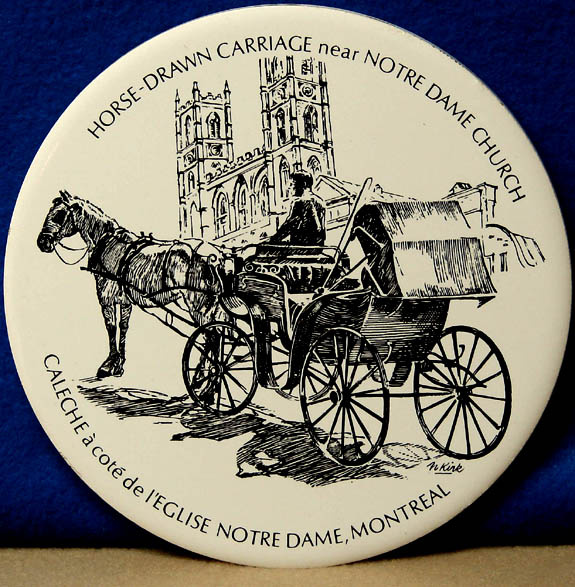 HORSE-DRAWN CARRIAGE near NOTRE DAME CHURCH
N Kirk
CALECHE à coté de l'EGLISE NOTRE DAME, MONTREAL